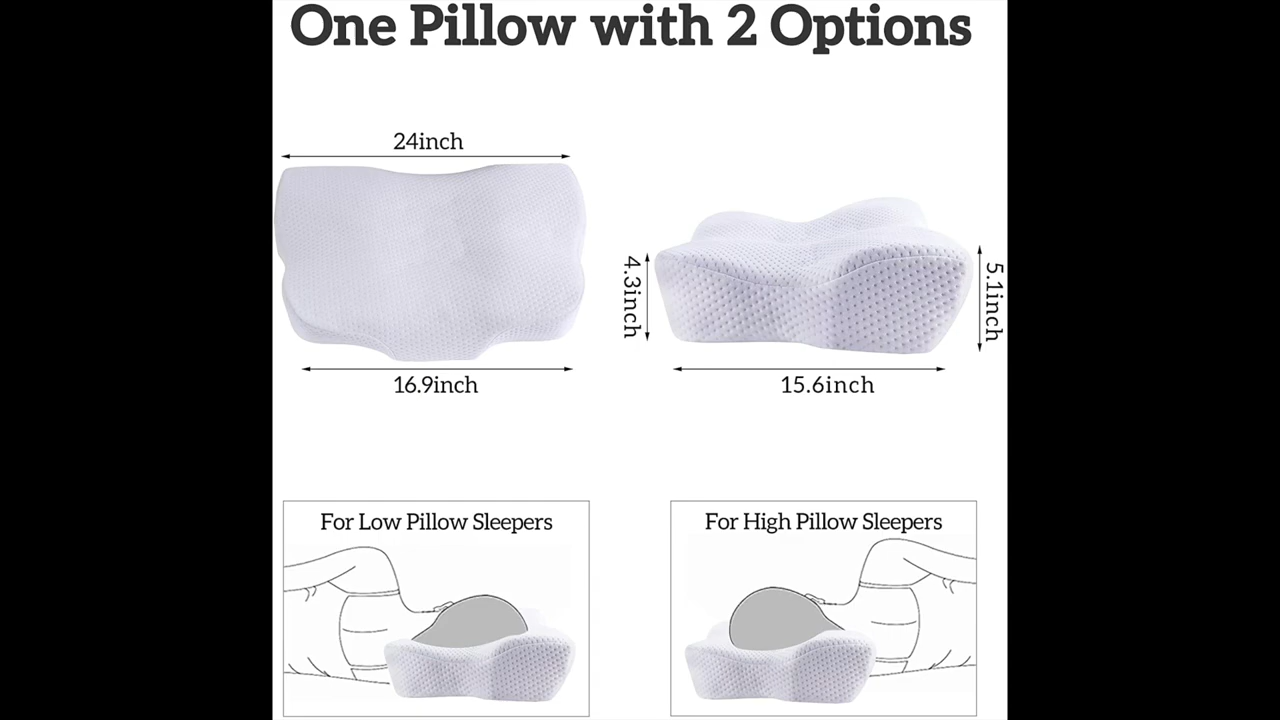 One Pillow with 2 Options
24inch
16.9inch
4.3inch
5.1inch
15.6inch
For Low Pillow Sleepers
For High Pillow Sleepers